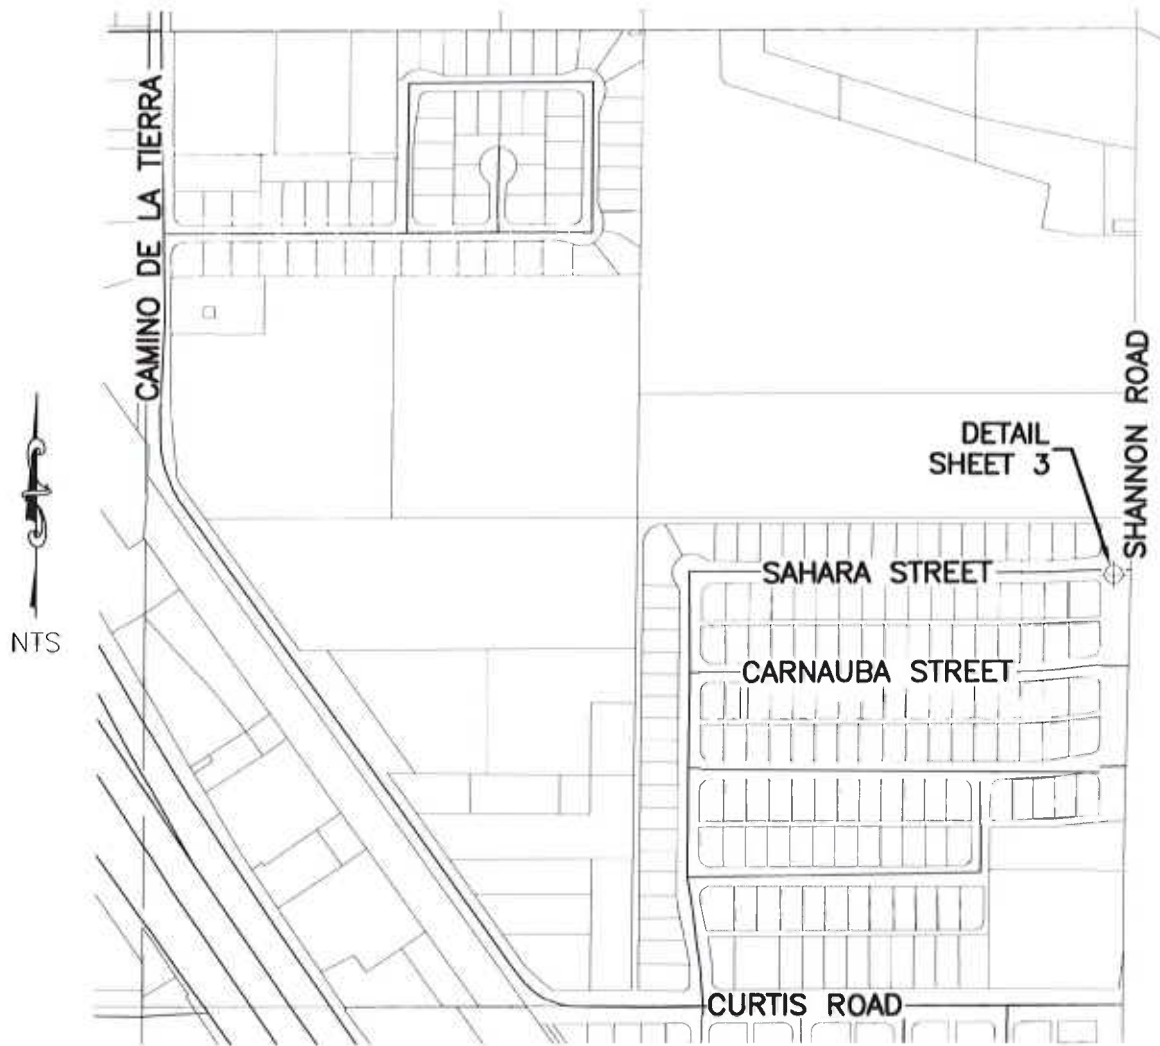 CAMINO DE LA TIERRA
SHANNON ROAD
DETAIL
SHEET 3
SAHARA STREET
NTS
CARNAUBA STREET
CURTIS ROAD